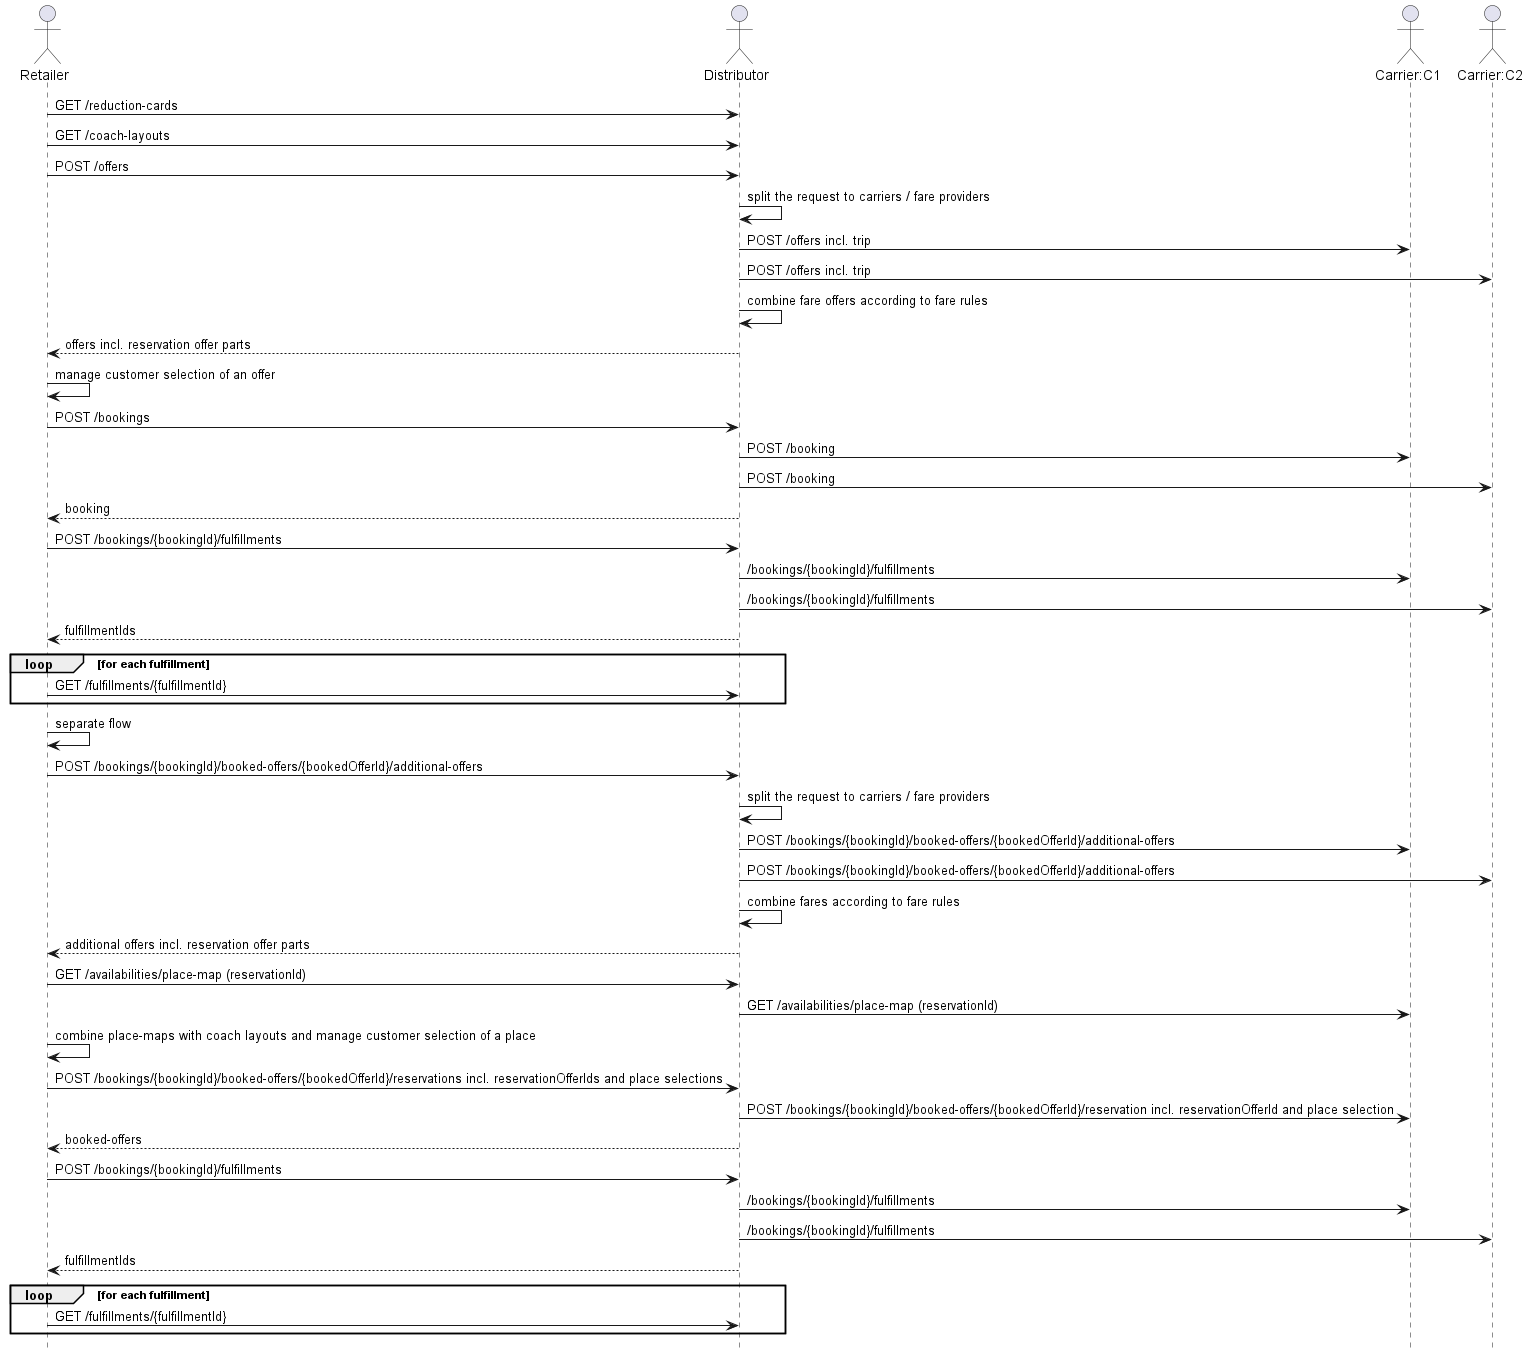 Retailer
Distributor
Carrier:C1
Carrier:C2
GET /reduction-cards
GET /coach-layouts
POST /offers
split the request to carriers / fare providers
POST /offers incl. trip
POST /offers incl. trip
combine fare offers according to fare rules
offers incl. reservation offer parts
manage customer selection of an offer
POST /bookings
POST /booking
POST /booking
booking
POST /bookings/{bookingId}/fulfillments
/bookings/{bookingId}/fulfillments
/bookings/{bookingId}/fulfillments
fulfillmentIds
loop [for each fulfillment]
GET /fulfillments/{fulfillmentId}
separate flow
POST /bookings/{bookingId}/booked-offers/{bookedOfferId}/additional-offers
split the request to carriers / fare providers
POST /bookings/{bookingId}/booked-offers/{bookedOfferId}/additional-offers
POST /bookings/{bookingId}/booked-offers/{bookedOfferId}/additional-offers
combine fares according to fare rules
additional offers incl. reservation offer parts
GET /availabilities/place-map (reservationId)
GET /availabilities/place-map (reservationId)
combine place-maps with coach layouts and manage customer selection of a place
POST /bookings/{bookingId}/booked-offers/{bookedOfferId}/reservations incl. reservationOfferIds and place selections
POST /bookings/{bookingId}/booked-offers/{bookedOfferId}/reservation incl. reservationOfferId and place selection
booked-offers
POST /bookings/{bookingId}/fulfillments
/bookings/{bookingId}/fulfillments
/bookings/{bookingId}/fulfillments
fulfillmentIds
loop [for each fulfillment]
GET /fulfillments/{fulfillmentId}